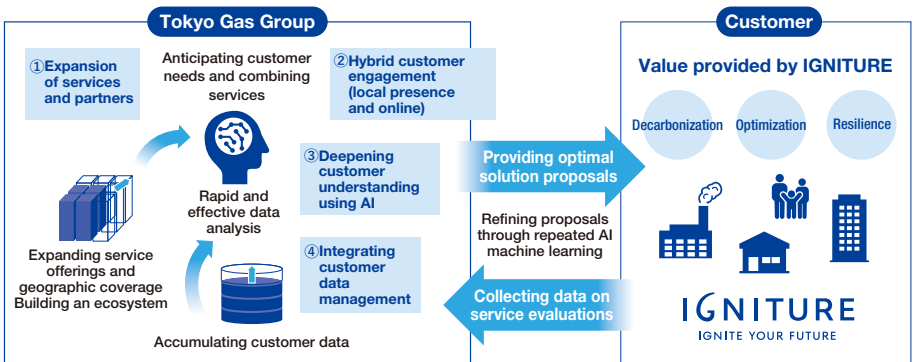 Tokyo Gas Group
①Expansion
of services
and partners
Anticipating customer
needs and combining
services
②Hybrid customer
engagement
(local presence
and online)
③Deepening
customer
understanding
using AI
Rapid and
effective data
analysis
Expanding service
offerings and
geographic coverage
Building an ecosystem
④Integrating
customer
data
management
Accumulating customer data
Providing optimal
solution proposals
Refining proposals
through repeated AI
machine learning
Collecting data on
service evaluations
Customer
Value provided by IGNITURE
Decarbonization
Optimization
Resilience
IGNITURE
IGNITE YOUR FUTURE